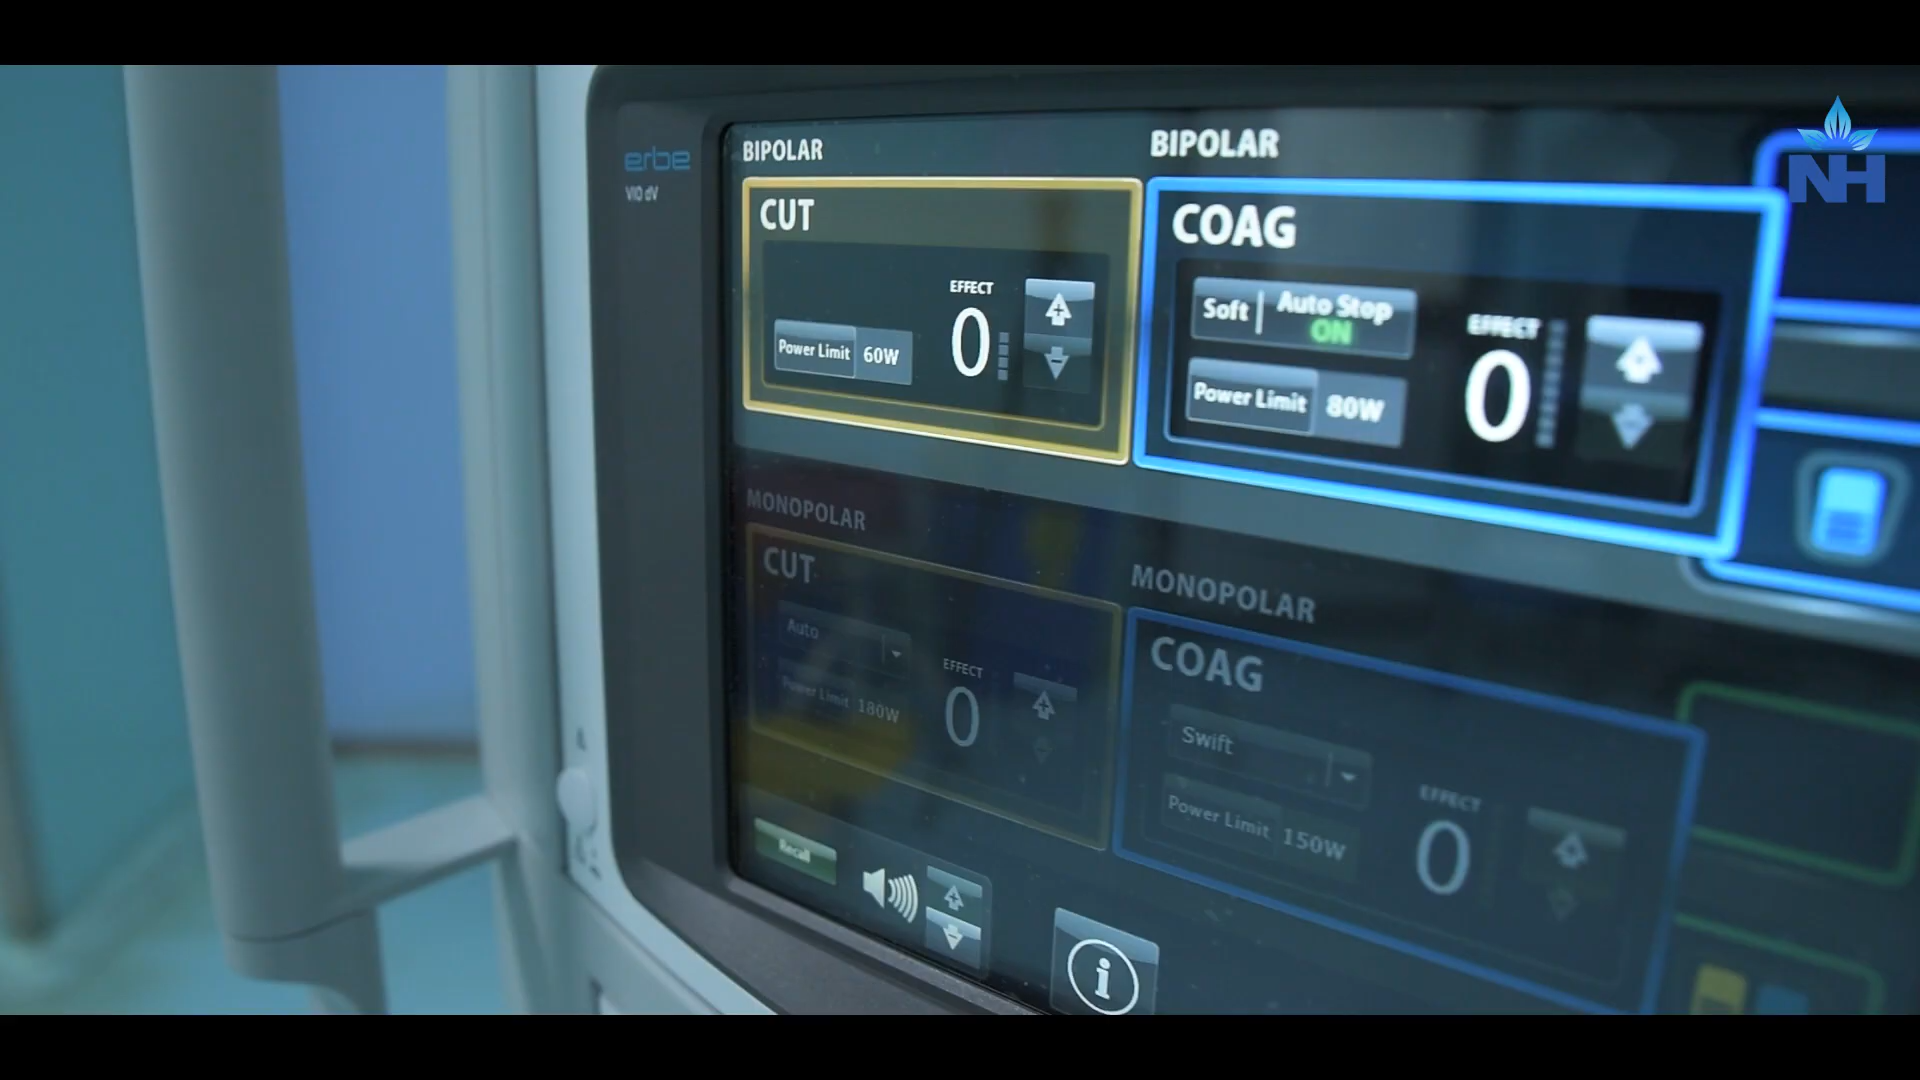 erbe
VIO dV
BIPOLAR
CUT
EFFECT
0
Power Limit 60W
BIPOLAR
COAG
Soft Auto Stop
ON
EFFECT
0
Power Limit 80W
MONOPOLAR
CUT
Auto
EFFECT
0
Power Limit 180W
MONOPOLAR
COAG
Swift
EFFECT
0
Power Limit 150W
Recall
i
NH